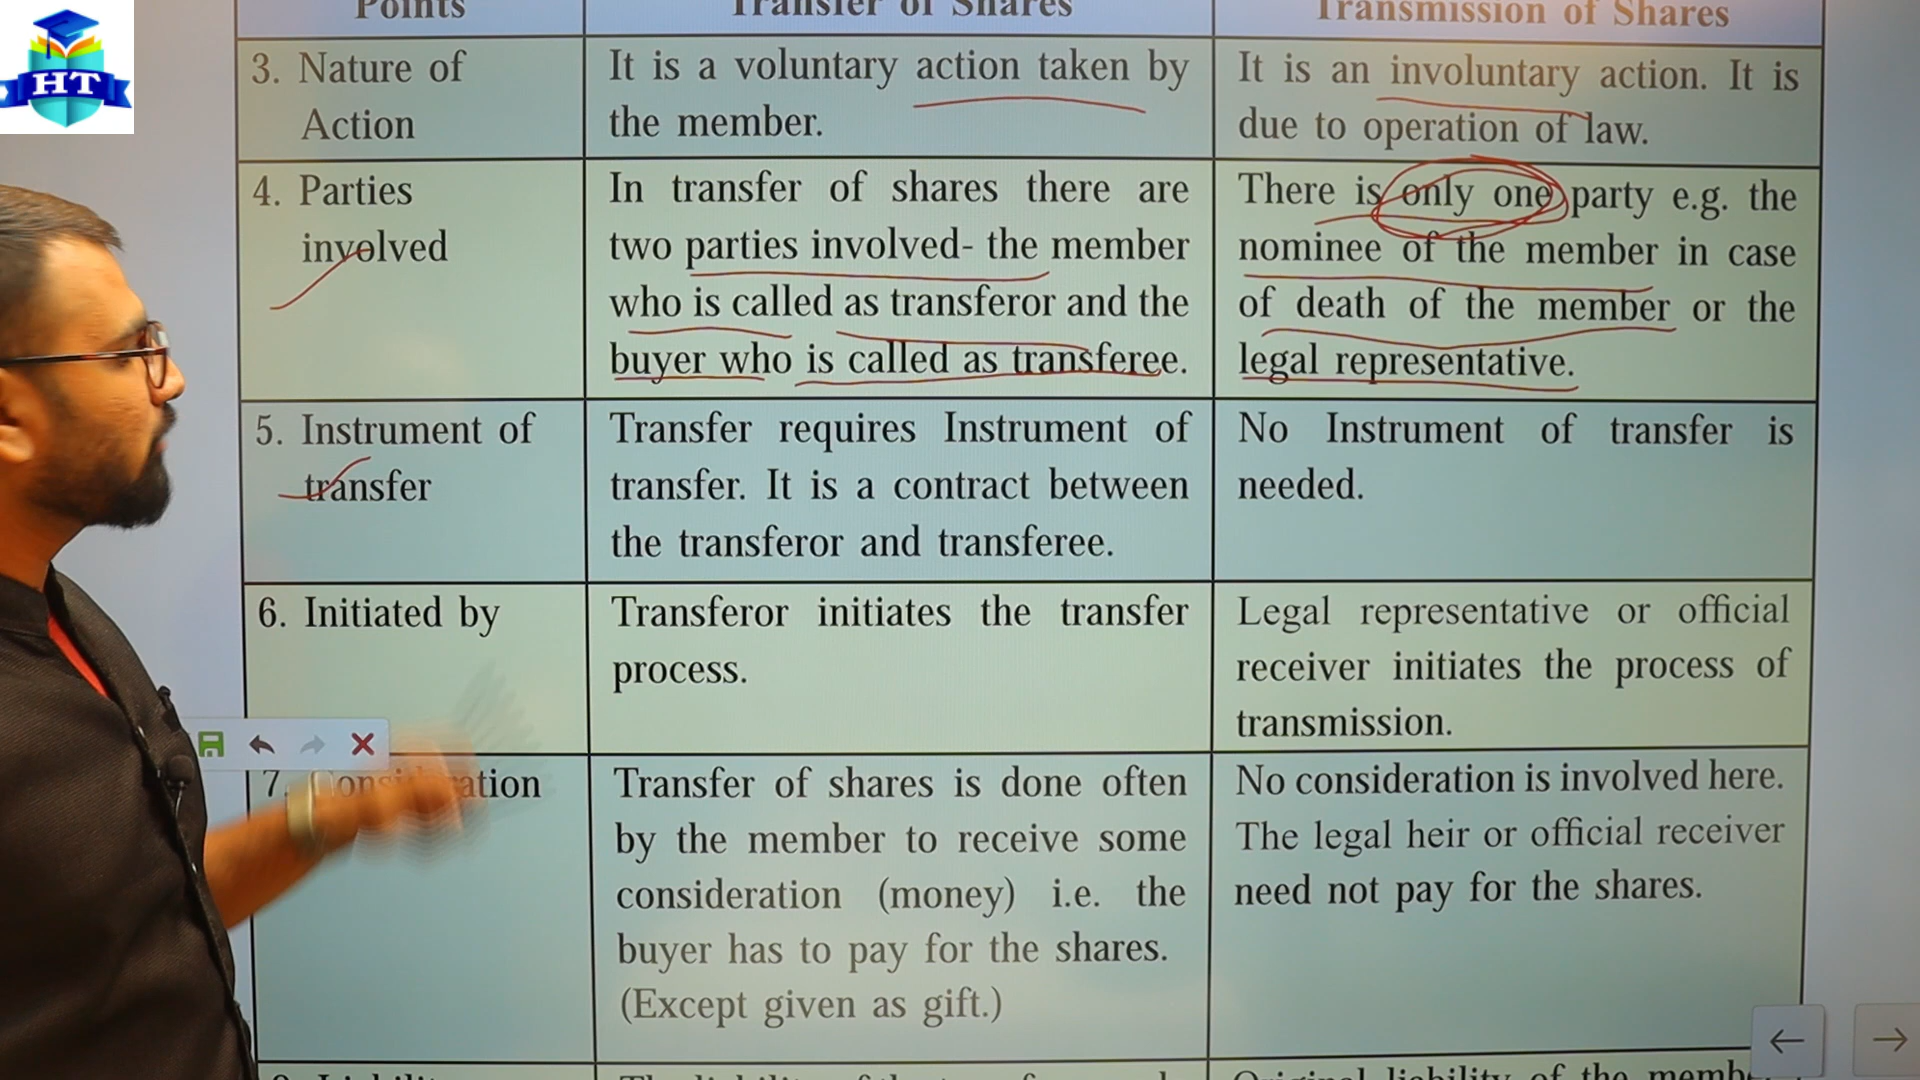 HT
Points
Transfer of Shares
Transmission of Shares
3. Nature of
Action
It is a voluntary action taken by
the member.
It is an involuntary action. It is
due to operation of law.
4. Parties
involved
In transfer of shares there are
two parties involved- the member
who is called as transferor and the
buyer who is called as transferee.
There is only one party e.g. the
nominee of the member in case
of death of the member or the
legal representative.
5. Instrument of
transfer
Transfer requires Instrument of
transfer. It is a contract between
the transferor and transferee.
No Instrument of transfer is
needed.
6. Initiated by
Transferor initiates the transfer
process.
Legal representative or official
receiver initiates the process of
transmission.
7. Consideration
Transfer of shares is done often
by the member to receive some
consideration (money) i.e. the
buyer has to pay for the shares.
(Except given as gift.)
No consideration is involved here.
The legal heir or official receiver
need not pay for the shares.
Original liability of the